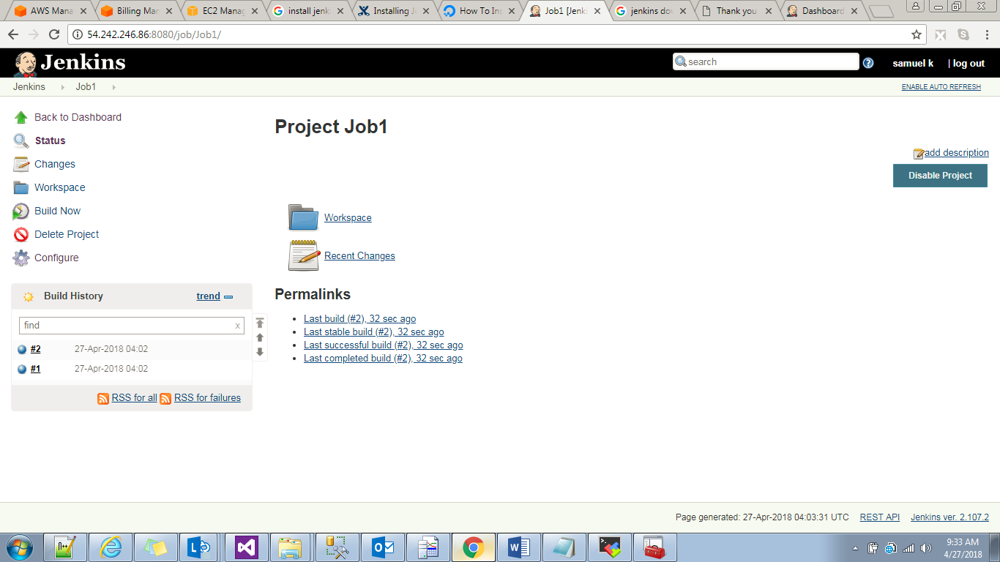 AWS Mana
Billing Mar
EC2 Manag
install jenk
Installing J
How To Ins
Job1 [Jenki
jenkins do
Thank you
Dashboard
54.242.246.86:8080/job/Job1/
Jenkins
search
samuel k
| log out
Jenkins
Job1
ENABLE AUTO REFRESH
Back to Dashboard
Status
Changes
Workspace
Build Now
Delete Project
Configure
Project Job1
add description
Disable Project
Workspace
Recent Changes
Permalinks
Last build (#2), 32 sec ago
Last stable build (#2), 32 sec ago
Last successful build (#2), 32 sec ago
Last completed build (#2), 32 sec ago
Build History
trend
find
x
#2 27-Apr-2018 04:02
#1 27-Apr-2018 04:02
RSS for all RSS for failures
Page generated: 27-Apr-2018 04:03:31 UTC REST API Jenkins ver. 2.107.2
9:33 AM
4/27/2018